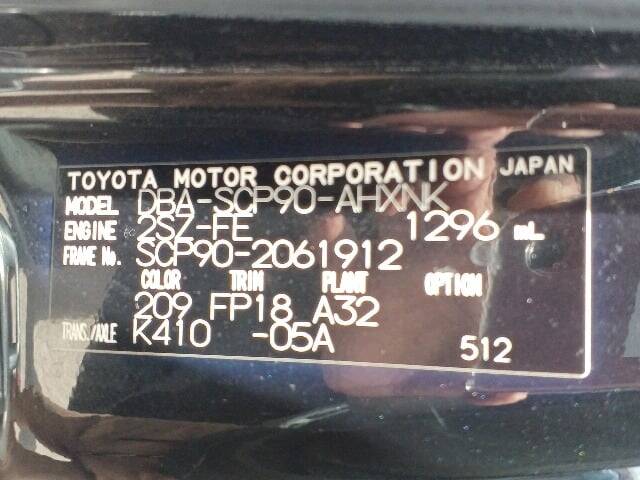 TOYOTA MOTOR CORPORATION JAPAN
MODEL DBA-SCP90-AHXNK
ENGINE 2SZ-FE 1296 mL
FRAME No. SCP90-2061912
COLOR TRIM PLANT OPTION
209 FP18 A32
TRANS./AXLE K410 -05A
512